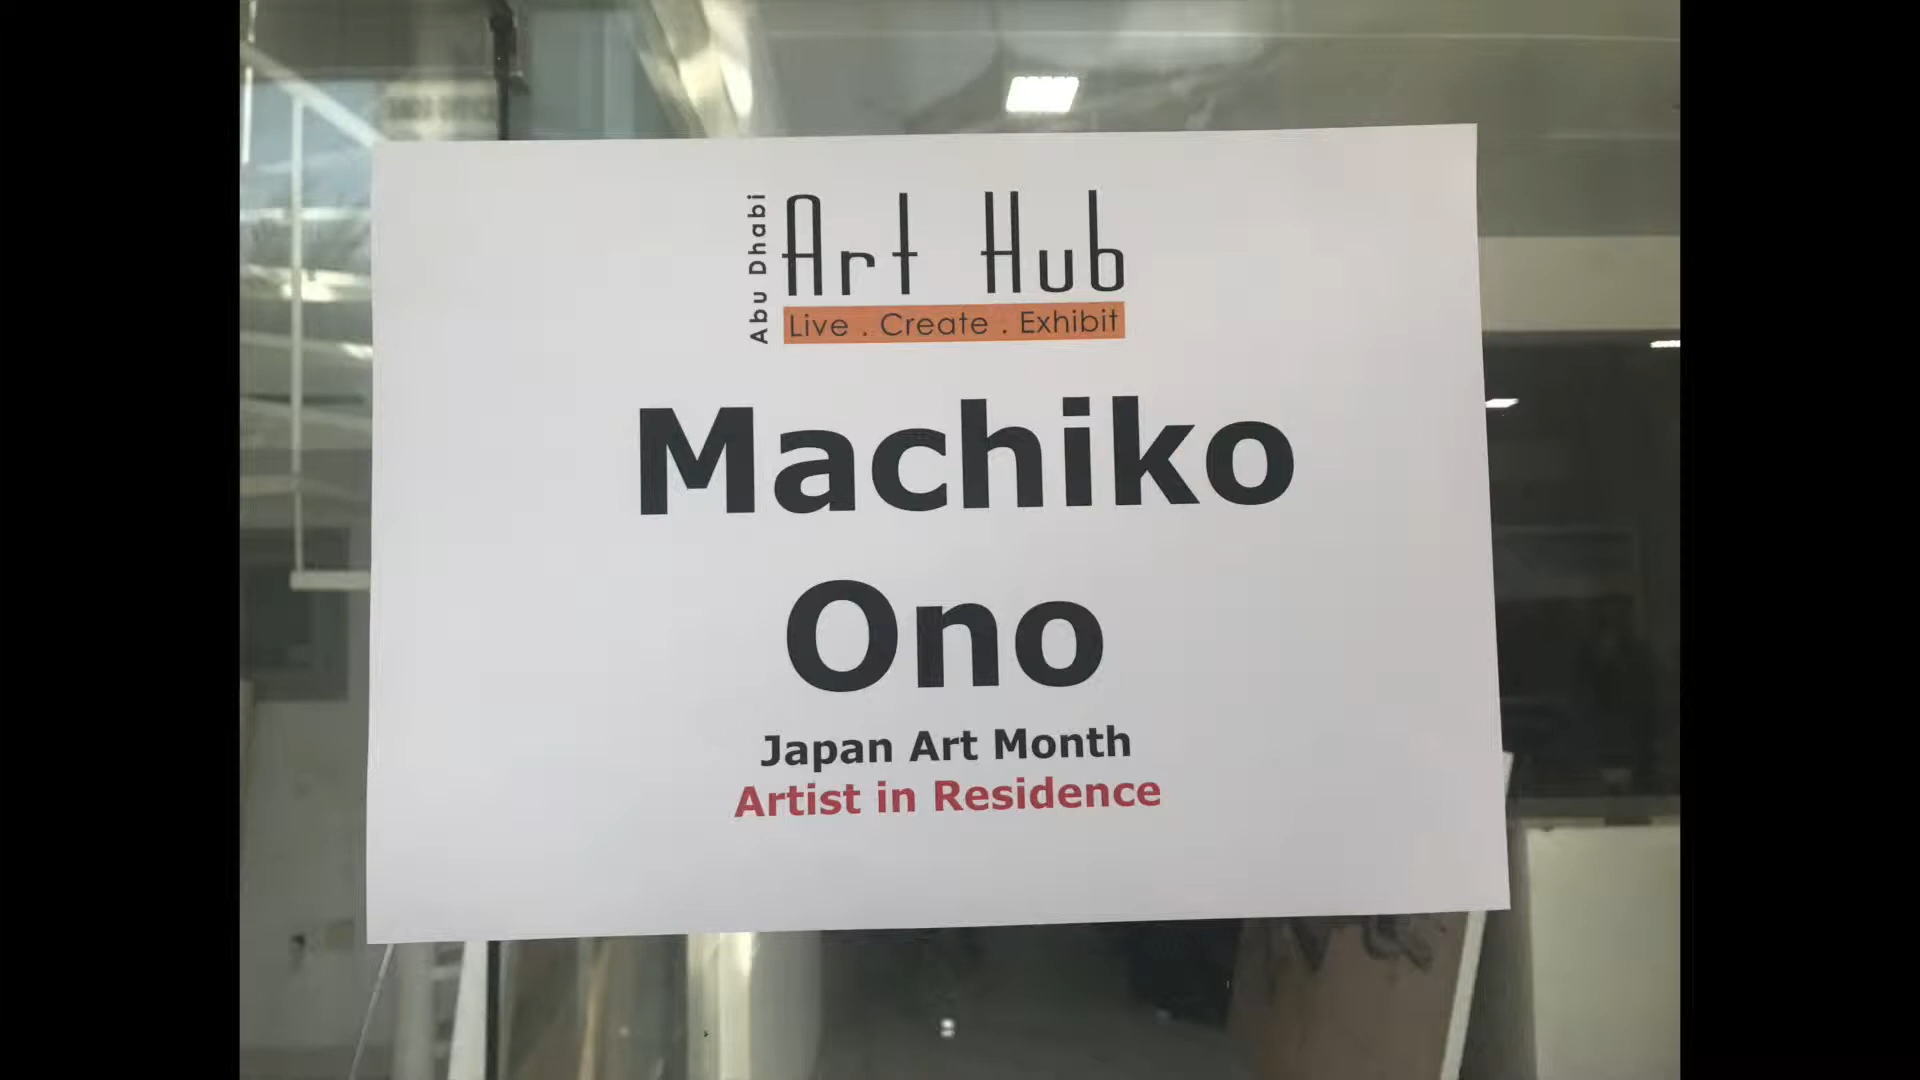 Abu Dhabi
Art Hub
Live . Create . Exhibit
Machiko
Ono
Japan Art Month
Artist in Residence